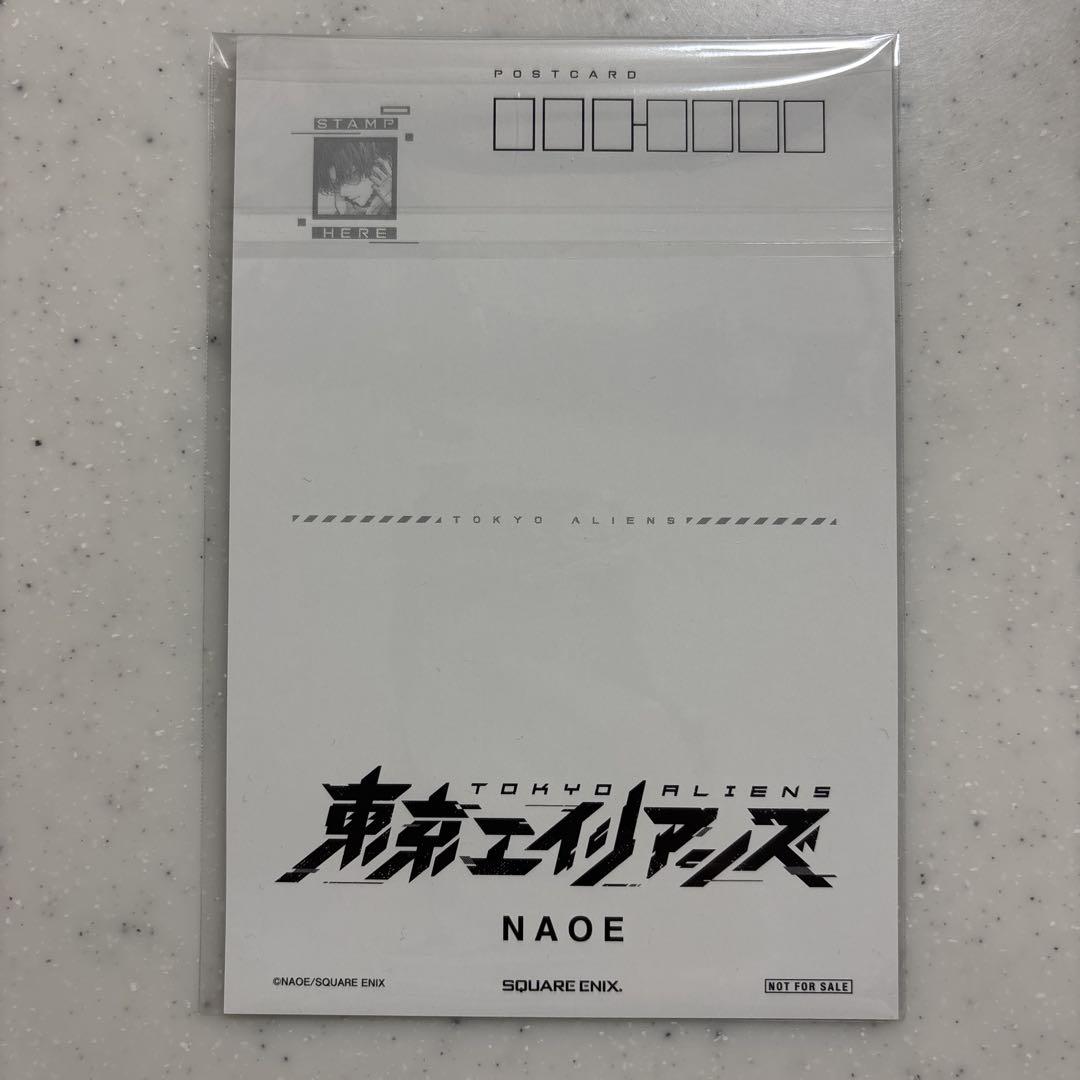 POSTCARD
STAMP
HERE
TOKYO ALIENS
TOKYO ALIENS
東京エイリアンズ
NAOE
©NAOE/SQUARE ENIX
SQUARE ENIX.
NOT FOR SALE